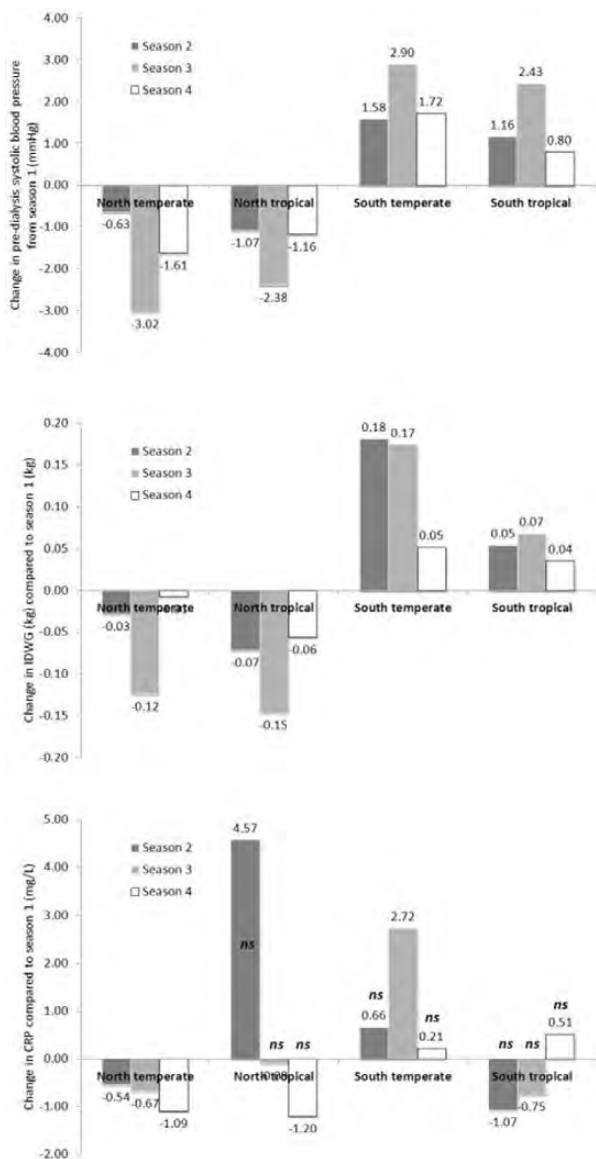 Change in pre-dialysis systolic blood pressure
from season 1 (mmHg)
4.00
3.00
2.00
1.00
0.00
-1.00
-2.00
-3.00
-4.00
Season 2
Season 3
Season 4
2.90
2.43
1.58
1.72
1.16
0.80
North temperate
North tropical
South temperate
South tropical
-0.63
-3.02
-1.61
-1.07
-2.38
-1.16
Change in IDWG (kg) compared to season 1 (kg)
0.20
0.15
0.10
0.05
0.00
-0.05
-0.10
-0.15
-0.20
Season 2
Season 3
Season 4
0.18
0.17
0.05
0.05
0.07
0.04
North temperate
North tropical
South temperate
South tropical
-0.03
-0.12
-0.07
-0.15
-0.06
Change in CRP compared to season 1 (mg/L)
5.00
4.00
3.00
2.00
1.00
0.00
-1.00
-2.00
Season 2
Season 3
Season 4
4.57
ns
ns
ns
2.72
ns
0.66
ns
0.21
ns
ns
ns
0.51
North temperate
North tropical
South temperate
South tropical
-0.54
-0.67
-1.09
-1.20
-1.07
-0.75